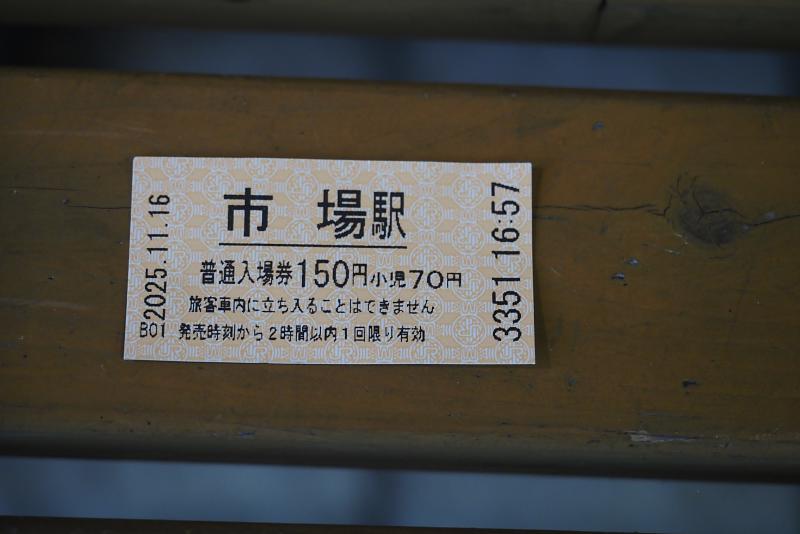 市 場駅
普通入場券150円小児70円
旅客車内に立ち入ることはできません
B01 発売時刻から2時間以内1回限り有効
2025.11.16
3351 16:57